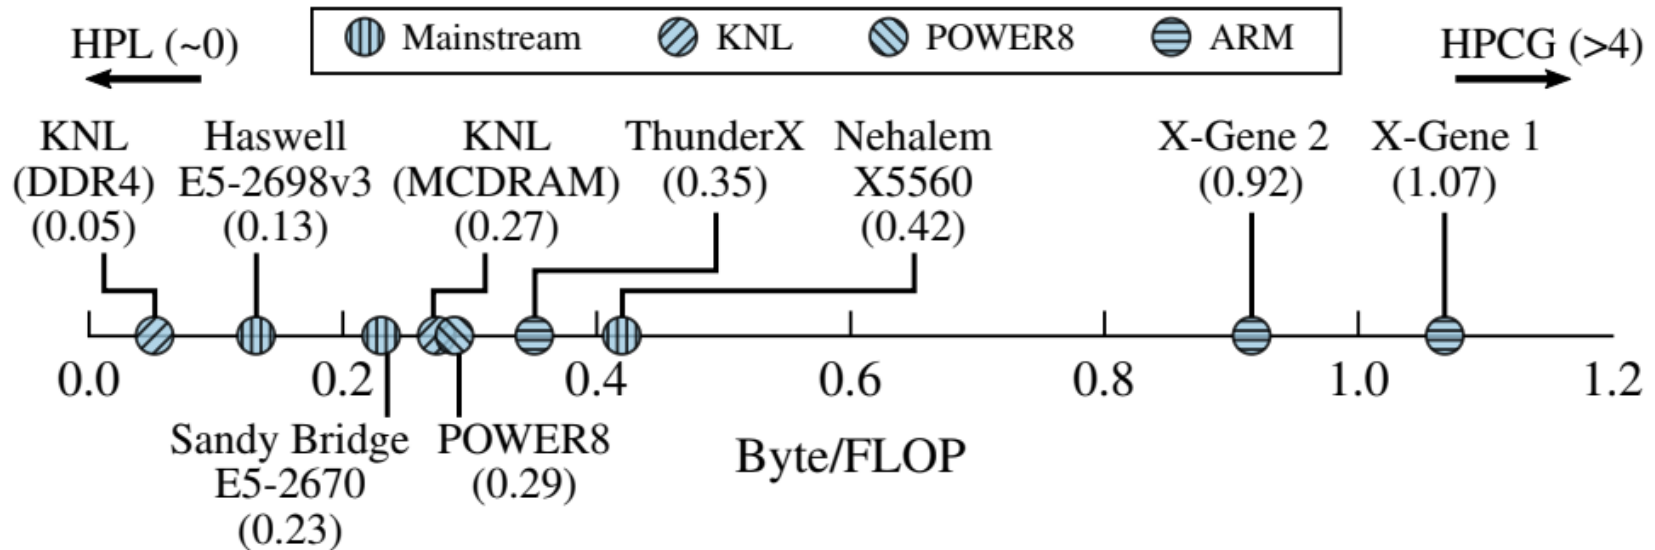 HPL (~0)
Mainstream KNL POWER8 ARM
HPCG (>4)
KNL
(DDR4)
(0.05)
Haswell
E5-2698v3
(0.13)
KNL
(MCDRAM)
(0.27)
ThunderX
(0.35)
Nehalem
X5560
(0.42)
X-Gene 2
(0.92)
X-Gene 1
(1.07)
0.0 0.2 0.4 0.6 0.8 1.0 1.2
Sandy Bridge
E5-2670
(0.23)
POWER8
(0.29)
Byte/FLOP